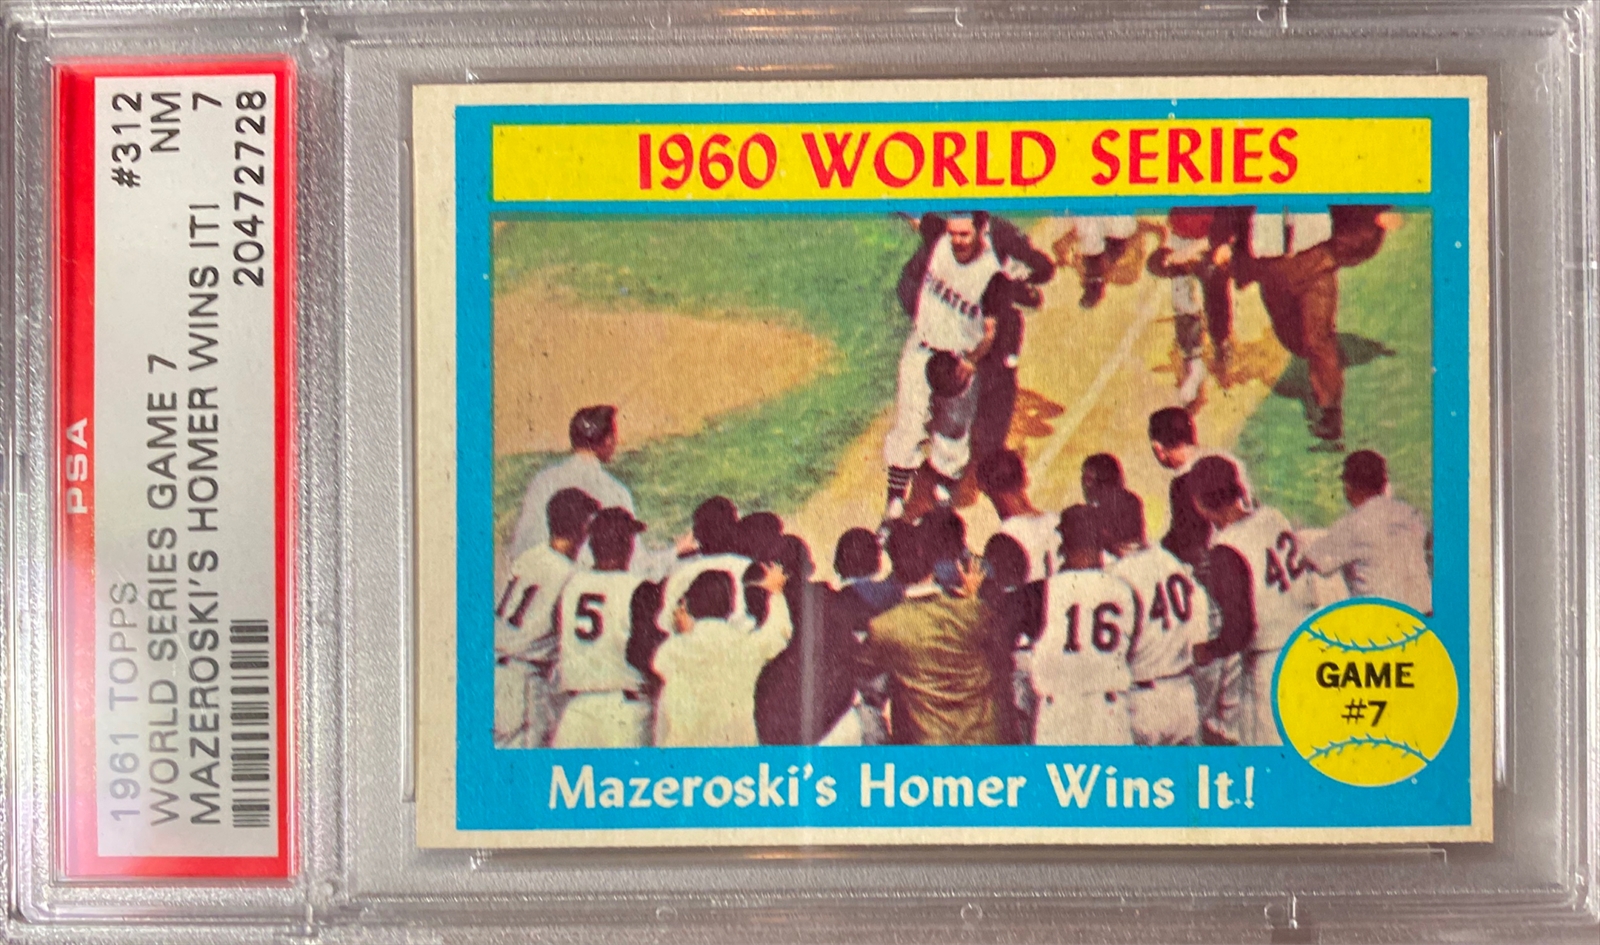 PSA
1961 TOPPS #312
WORLD SERIES GAME 7 NM
MAZEROSKI'S HOMER WINS IT! 7
20472728
1960 WORLD SERIES
PIRATES
11
5
16
40
42
GAME
#7
Mazeroski's Homer Wins It!